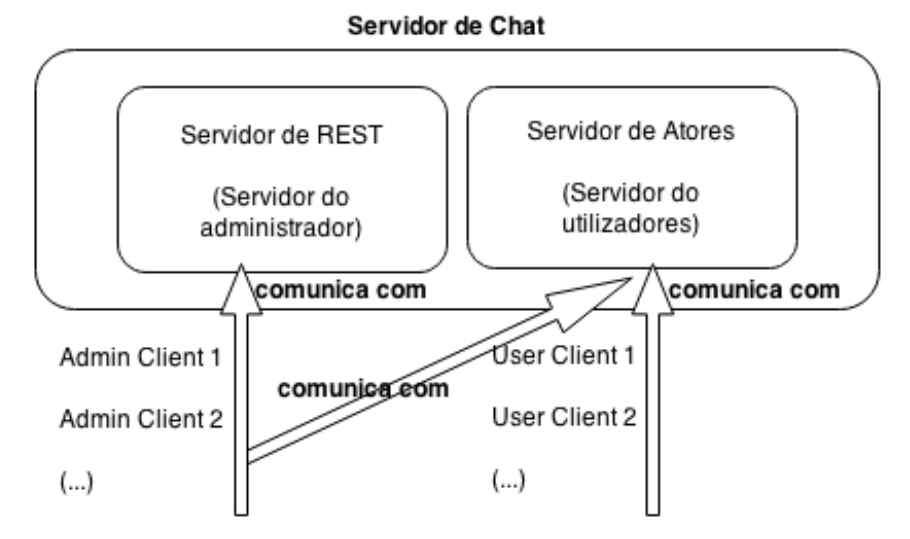 Servidor de Chat
Servidor de REST
(Servidor do
administrador)
Servidor de Atores
(Servidor do
utilizadores)
comunica com
comunica com
Admin Client 1
Admin Client 2
(...)
comunica com
User Client 1
User Client 2
(...)